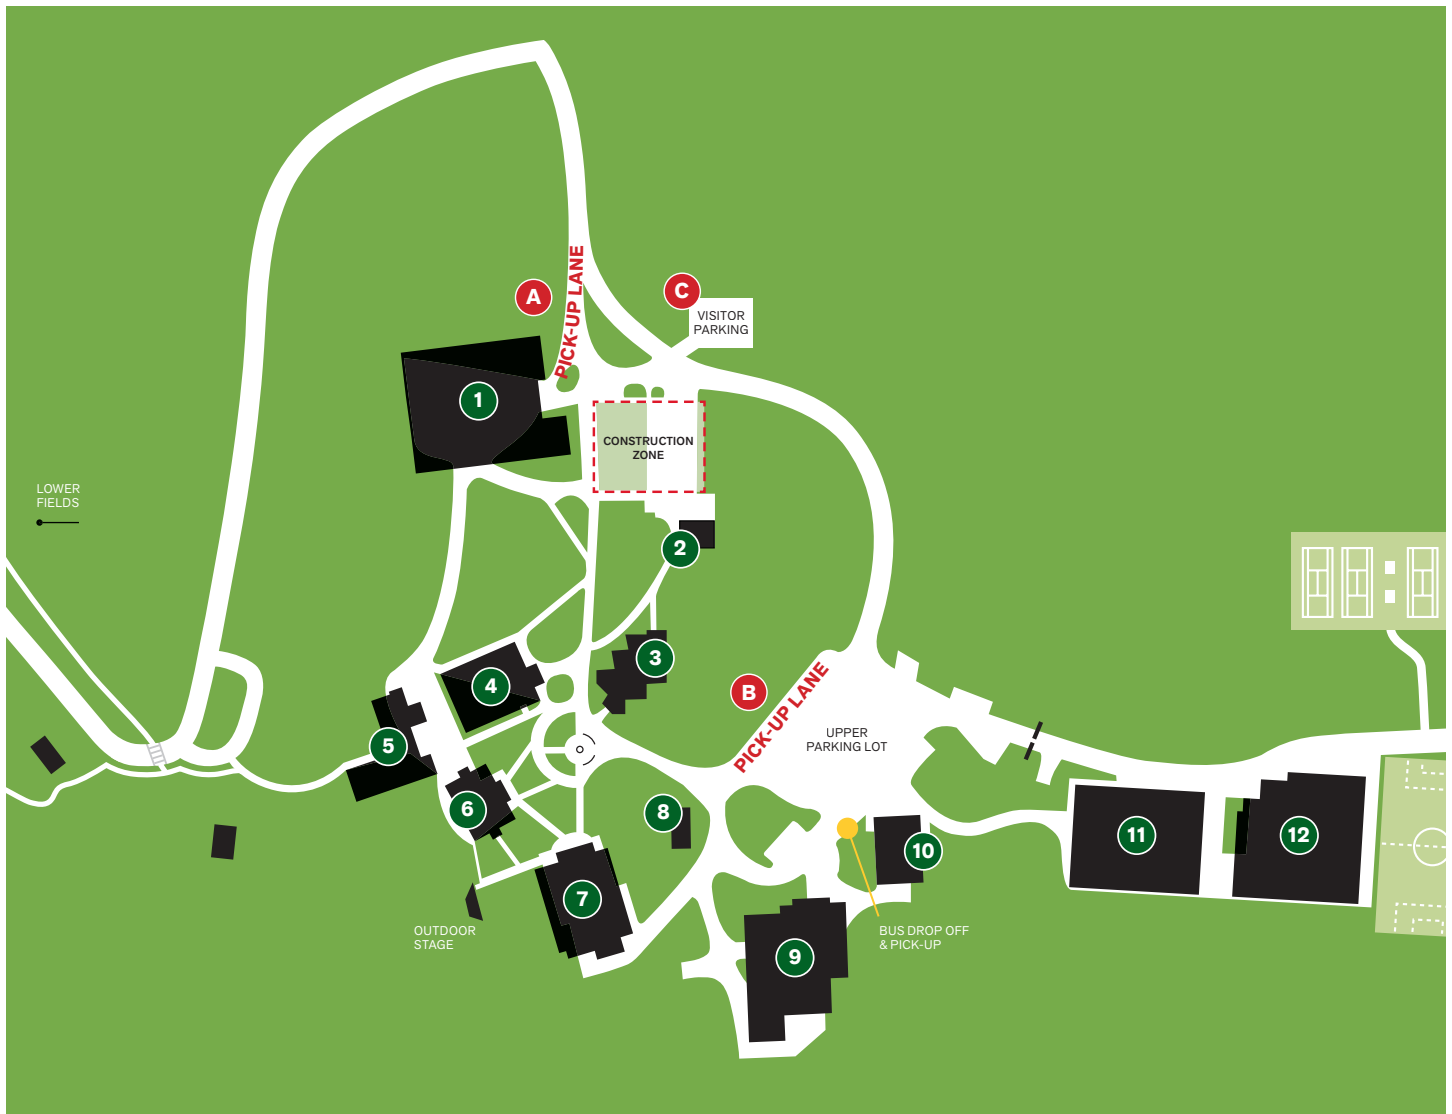 A
PICK-UP LANE
C
VISITOR
PARKING
1
CONSTRUCTION
ZONE
LOWER
FIELDS
2
3
4
B
PICK-UP LANE
5
UPPER
PARKING LOT
6
8
10
11
12
7
OUTDOOR
STAGE
BUS DROP OFF
& PICK-UP
9